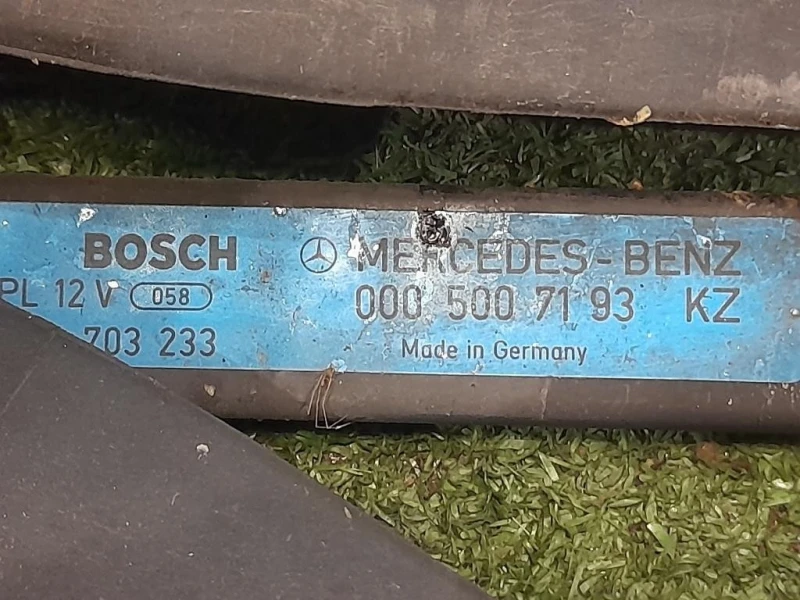 BOSCH MERCEDES-BENZ
PL 12 V 058 000 500 71 93 KZ
703 233 Made in Germany